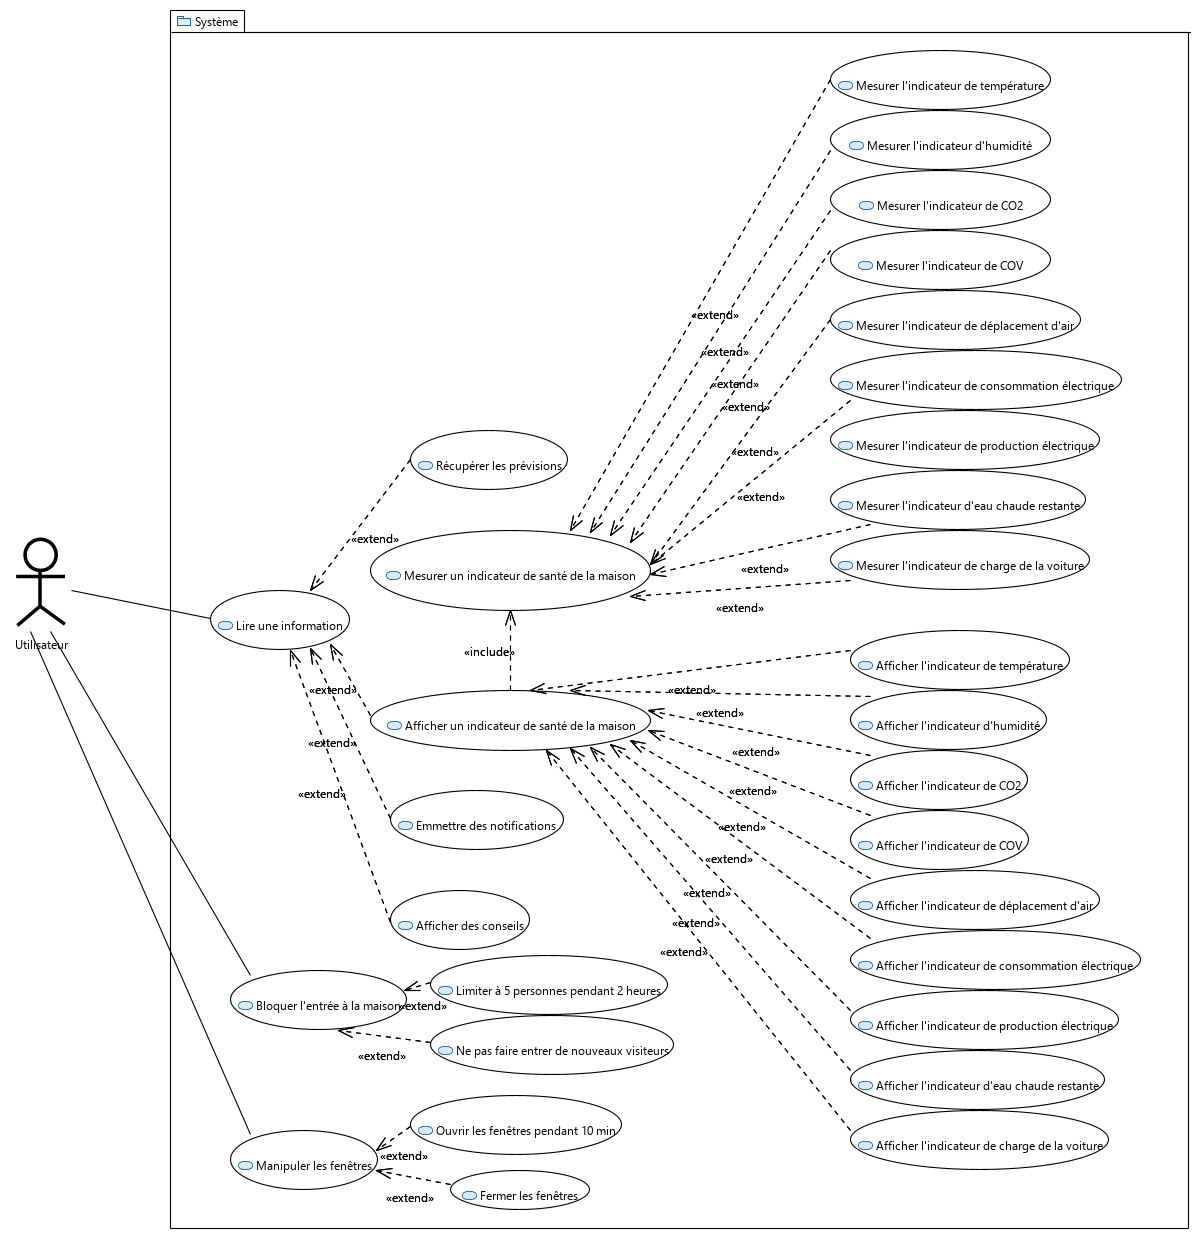 Système
Mesurer l'indicateur de température
Mesurer l'indicateur d'humidité
Mesurer l'indicateur de CO2
Mesurer l'indicateur de COV
«extend»
Mesurer l'indicateur de déplacement d'air
«extend»
«extend»
Mesurer l'indicateur de consommation électrique
«extend»
Mesurer l'indicateur de production électrique
«extend»
Récupérer les prévisions
«extend»
Mesurer l'indicateur d'eau chaude restante
«extend»
Mesurer l'indicateur de charge de la voiture
«extend»
Mesurer un indicateur de santé de la maison
«extend»
Lire une information
Utilisateur
«include»
Afficher l'indicateur de température
«extend»
«extend»
«extend»
Afficher l'indicateur d'humidité
Afficher un indicateur de santé de la maison
«extend»
«extend»
Afficher l'indicateur de CO2
«extend»
«extend»
Emmettre des notifications
«extend»
Afficher l'indicateur de COV
«extend»
«extend»
Afficher l'indicateur de déplacement d'air
Afficher des conseils
«extend»
«extend»
Afficher l'indicateur de consommation électrique
Limiter à 5 personnes pendant 2 heures
Bloquer l'entrée à la maison
«extend»
Afficher l'indicateur de production électrique
Ne pas faire entrer de nouveaux visiteurs
«extend»
Afficher l'indicateur d'eau chaude restante
Ouvrir les fenêtres pendant 10 min
Afficher l'indicateur de charge de la voiture
«extend»
Manipuler les fenêtres
Fermer les fenêtres
«extend»